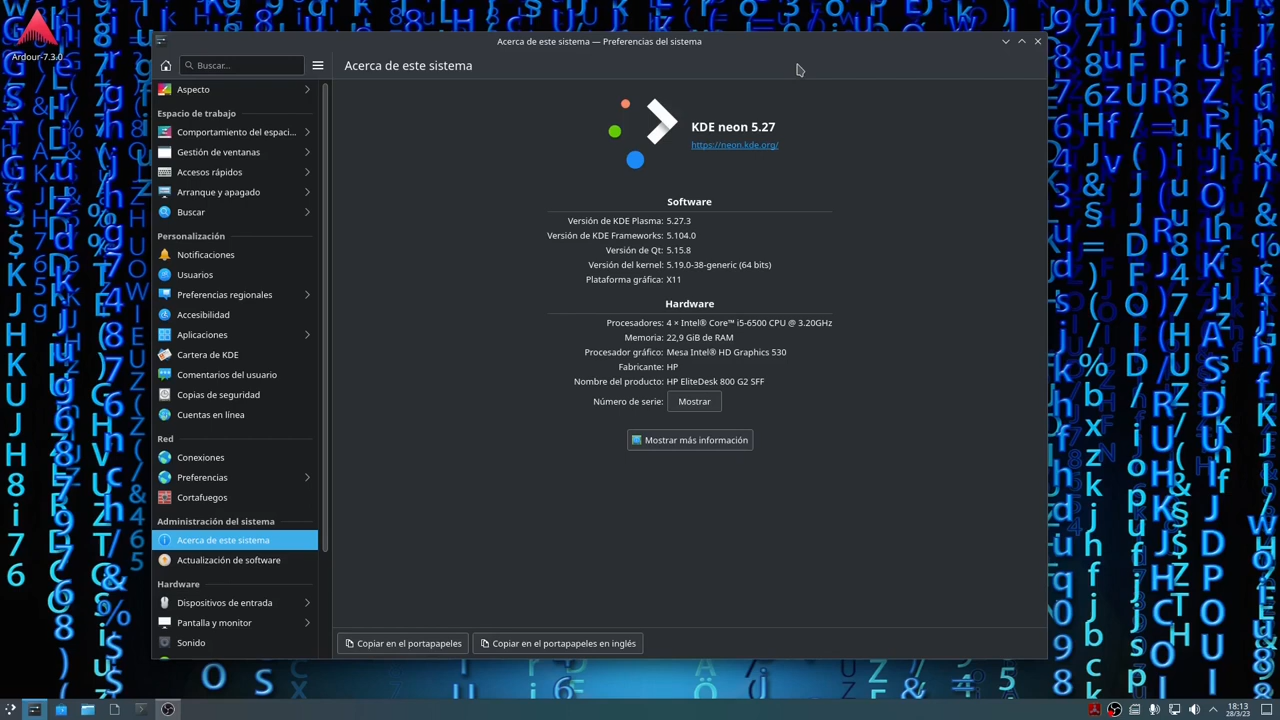 Ardour-7.3.0
Acerca de este sistema — Preferencias del sistema
Buscar...
Acerca de este sistema
Aspecto
Espacio de trabajo
Comportamiento del espaci...
Gestión de ventanas
Accesos rápidos
Arranque y apagado
Buscar
Personalización
Notificaciones
Usuarios
Preferencias regionales
Accesibilidad
Aplicaciones
Cartera de KDE
Comentarios del usuario
Copias de seguridad
Cuentas en línea
Red
Conexiones
Preferencias
Cortafuegos
Administración del sistema
Acerca de este sistema
Actualización de software
Hardware
Dispositivos de entrada
Pantalla y monitor
Sonido
KDE neon 5.27
https://neon.kde.org/
Software
Versión de KDE Plasma: 5.27.3
Versión de KDE Frameworks: 5.104.0
Versión de Qt: 5.15.8
Versión del kernel: 5.19.0-38-generic (64 bits)
Plataforma gráfica: X11
Hardware
Procesadores: 4 × Intel® Core™ i5-6500 CPU @ 3.20GHz
Memoria: 22,9 GiB de RAM
Procesador gráfico: Mesa Intel® HD Graphics 530
Fabricante: HP
Nombre del producto: HP EliteDesk 800 G2 SFF
Número de serie: Mostrar
Mostrar más información
Copiar en el portapapeles
Copiar en el portapapeles en inglés
18:13
28/3/23